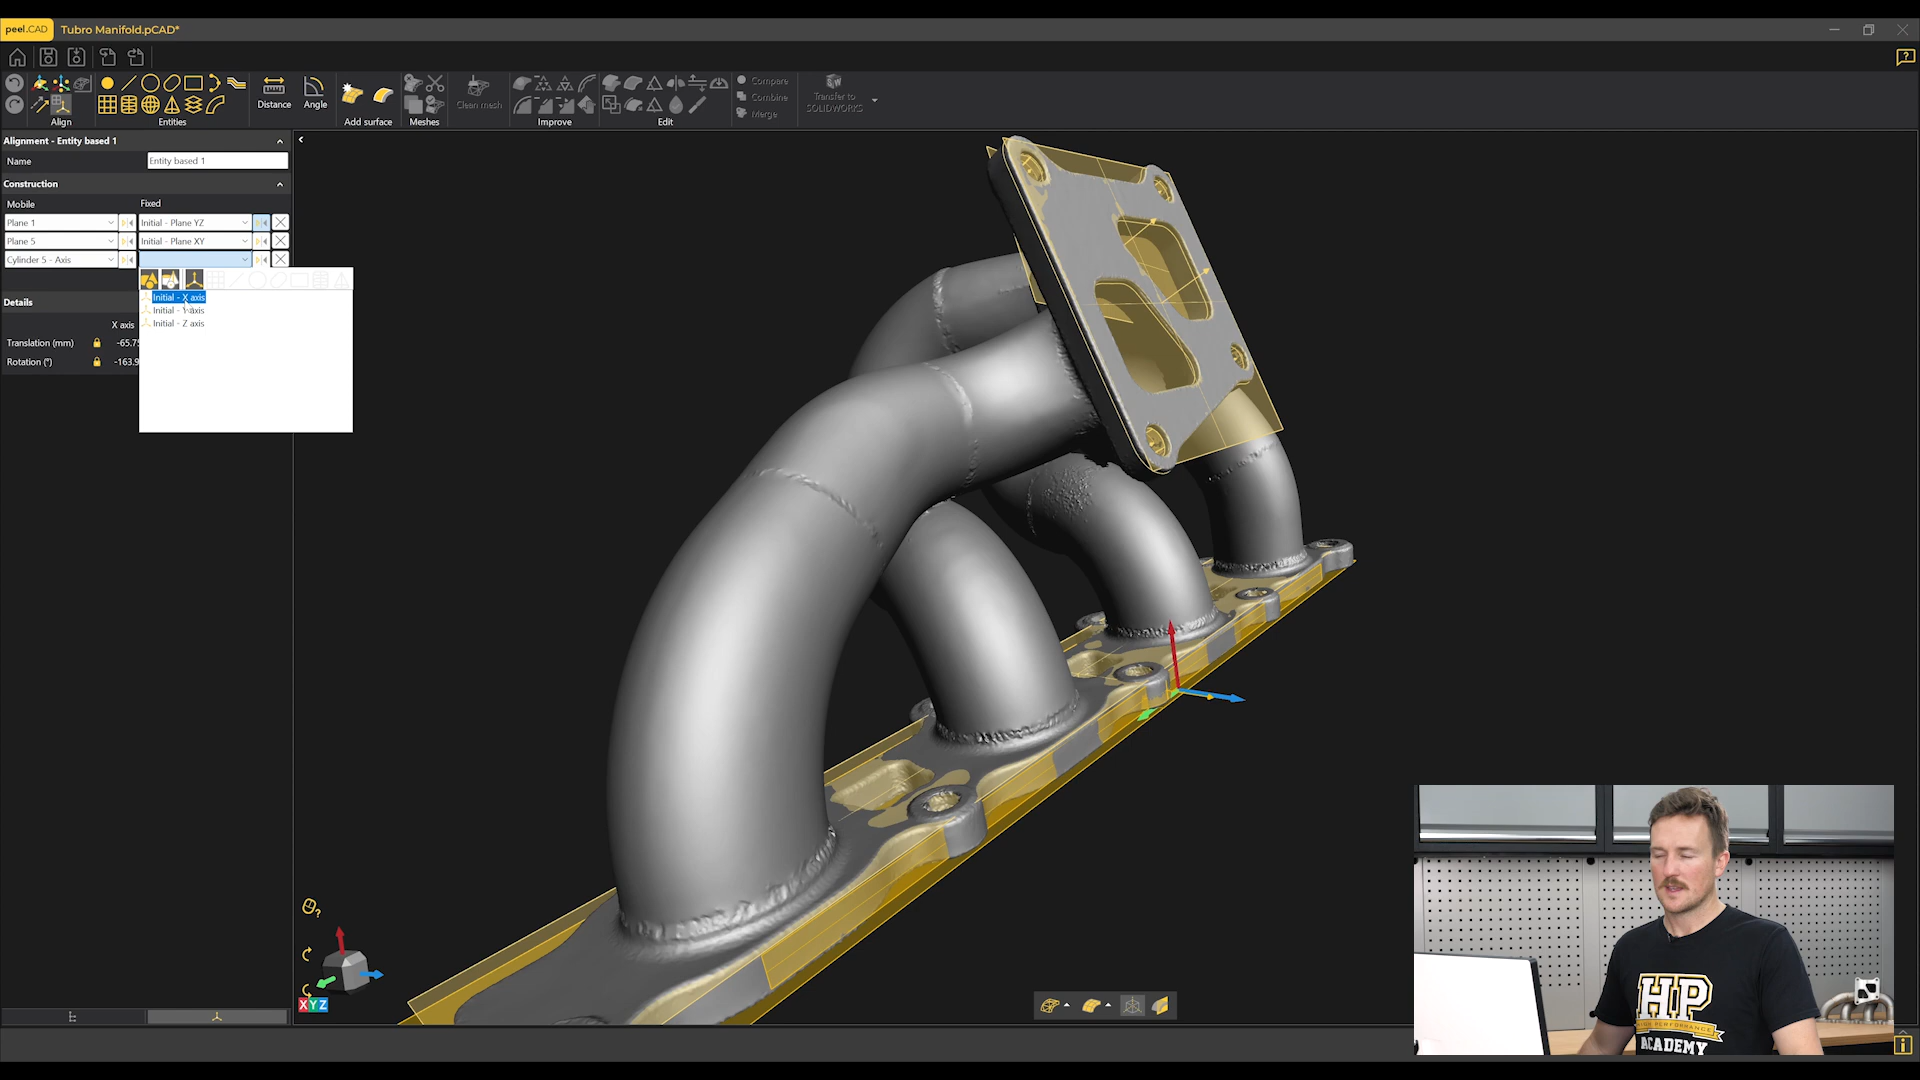 peel.CAD
Tubro Manifold.pCAD*
Align
Entities
Distance
Angle
Add surface
Meshes
Clean mesh
Improve
Edit
Compare
Combine
Merge
Transfer to
SOLIDWORKS
Alignment - Entity based 1
Name
Entity based 1
Construction
Mobile
Fixed
Plane 1
Initial - Plane YZ
Plane 5
Initial - Plane XY
Cylinder 5 - Axis
Initial - X axis
Initial - Y axis
Initial - Z axis
Details
X axis
Translation (mm)
-65.75
Rotation (°)
-163.9
XYZ
HP
HIGH PERFORMANCE
ACADEMY